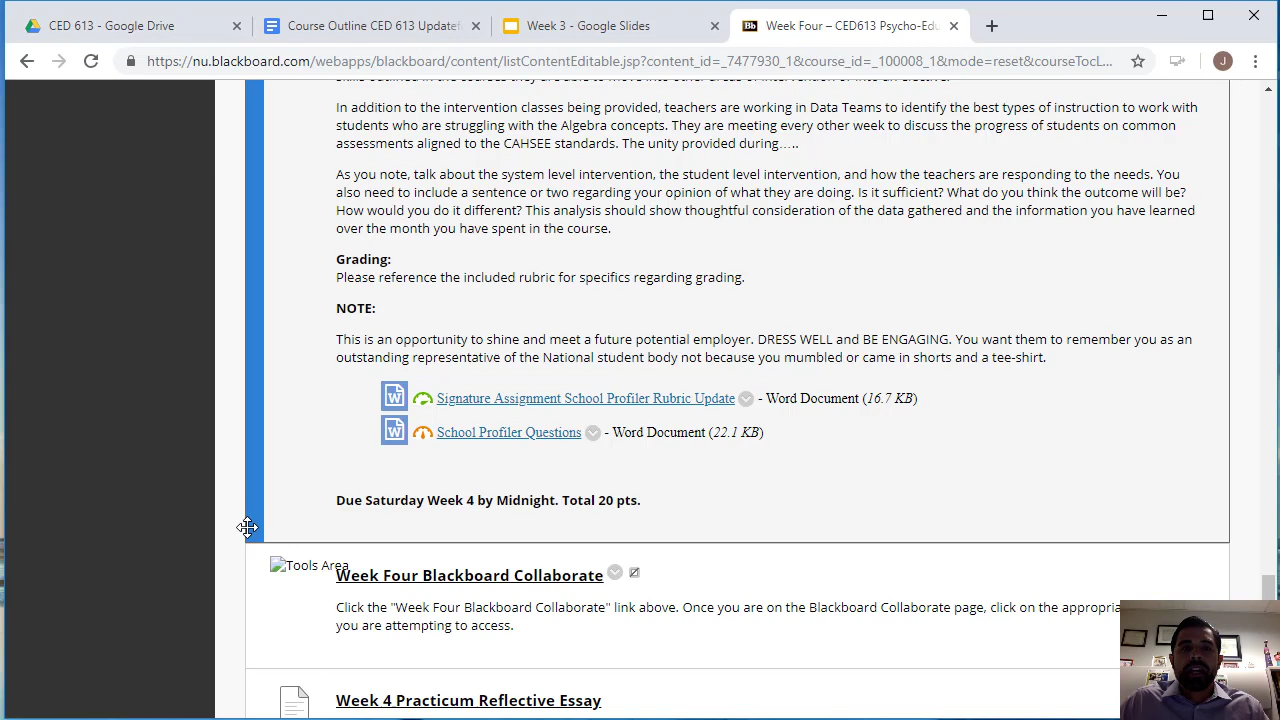 CED 613 - Google Drive
Course Outline CED 613 Updatef
Week 3 - Google Slides
Bb Week Four – CED613 Psycho-Edu
https://nu.blackboard.com/webapps/blackboard/content/listContentEditable.jsp?content_id=_7477930_1&course_id=_100008_1&mode=reset&courseTocL...
J
In addition to the intervention classes being provided, teachers are working in Data Teams to identify the best types of instruction to work with
students who are struggling with the Algebra concepts. They are meeting every other week to discuss the progress of students on common
assessments aligned to the CAHSEE standards. The unity provided during…..
As you note, talk about the system level intervention, the student level intervention, and how the teachers are responding to the needs. You
also need to include a sentence or two regarding your opinion of what they are doing. Is it sufficient? What do you think the outcome will be?
How would you do it different? This analysis should show thoughtful consideration of the data gathered and the information you have learned
over the month you have spent in the course.
Grading:
Please reference the included rubric for specifics regarding grading.
NOTE:
This is an opportunity to shine and meet a future potential employer. DRESS WELL and BE ENGAGING. You want them to remember you as an
outstanding representative of the National student body not because you mumbled or came in shorts and a tee-shirt.
W Signature Assignment School Profiler Rubric Update - Word Document (16.7 KB)
W School Profiler Questions - Word Document (22.1 KB)
Due Saturday Week 4 by Midnight. Total 20 pts.
Tools Area
Week Four Blackboard Collaborate
Click the "Week Four Blackboard Collaborate" link above. Once you are on the Blackboard Collaborate page, click on the
you are attempting to access.
Week 4 Practicum Reflective Essay